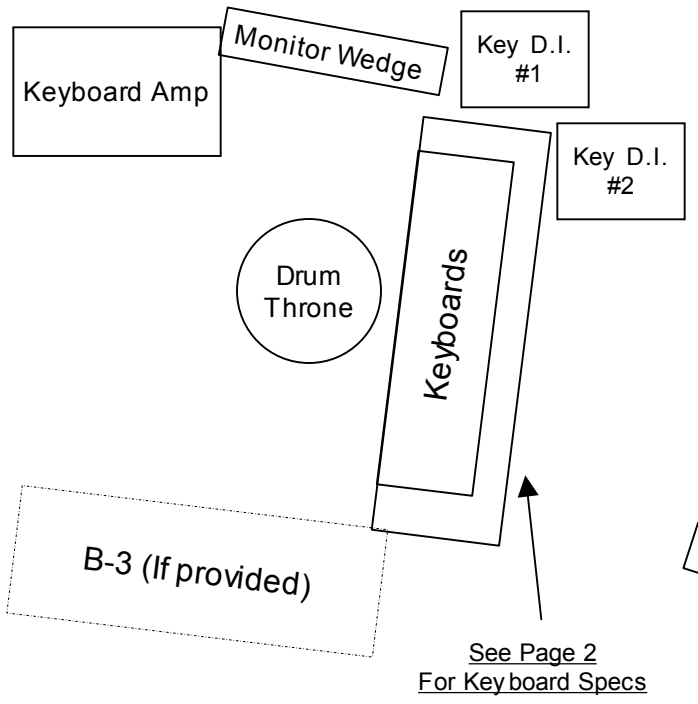 Keyboard Amp
Monitor Wedge
Key D.I.
#1
Key D.I.
#2
Drum
Throne
Keyboards
B-3 (If provided)
See Page 2
For Keyboard Specs